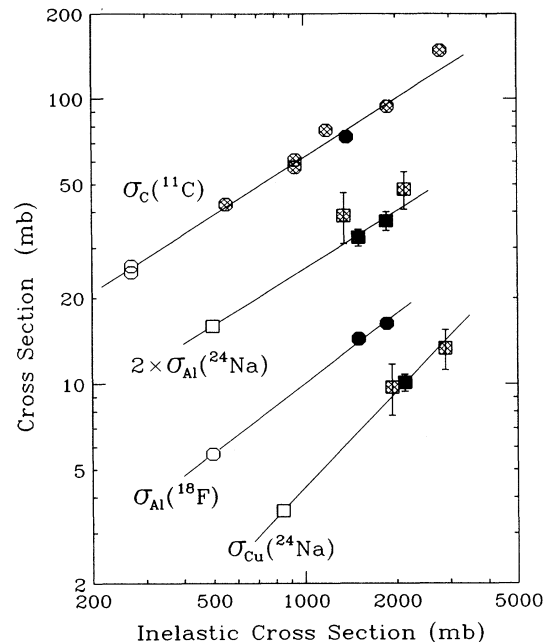 200
100
50
20
10
5
2
Cross Section (mb)
σC(¹¹C)
2×σAl(²⁴Na)
σAl(¹⁸F)
σCu(²⁴Na)
200 500 1000 2000 5000
Inelastic Cross Section (mb)